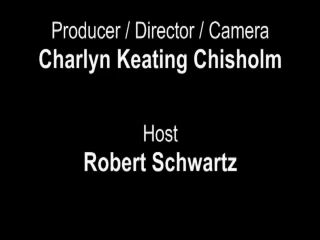 Producer / Director / Camera
Charlyn Keating Chisholm
Host
Robert Schwartz